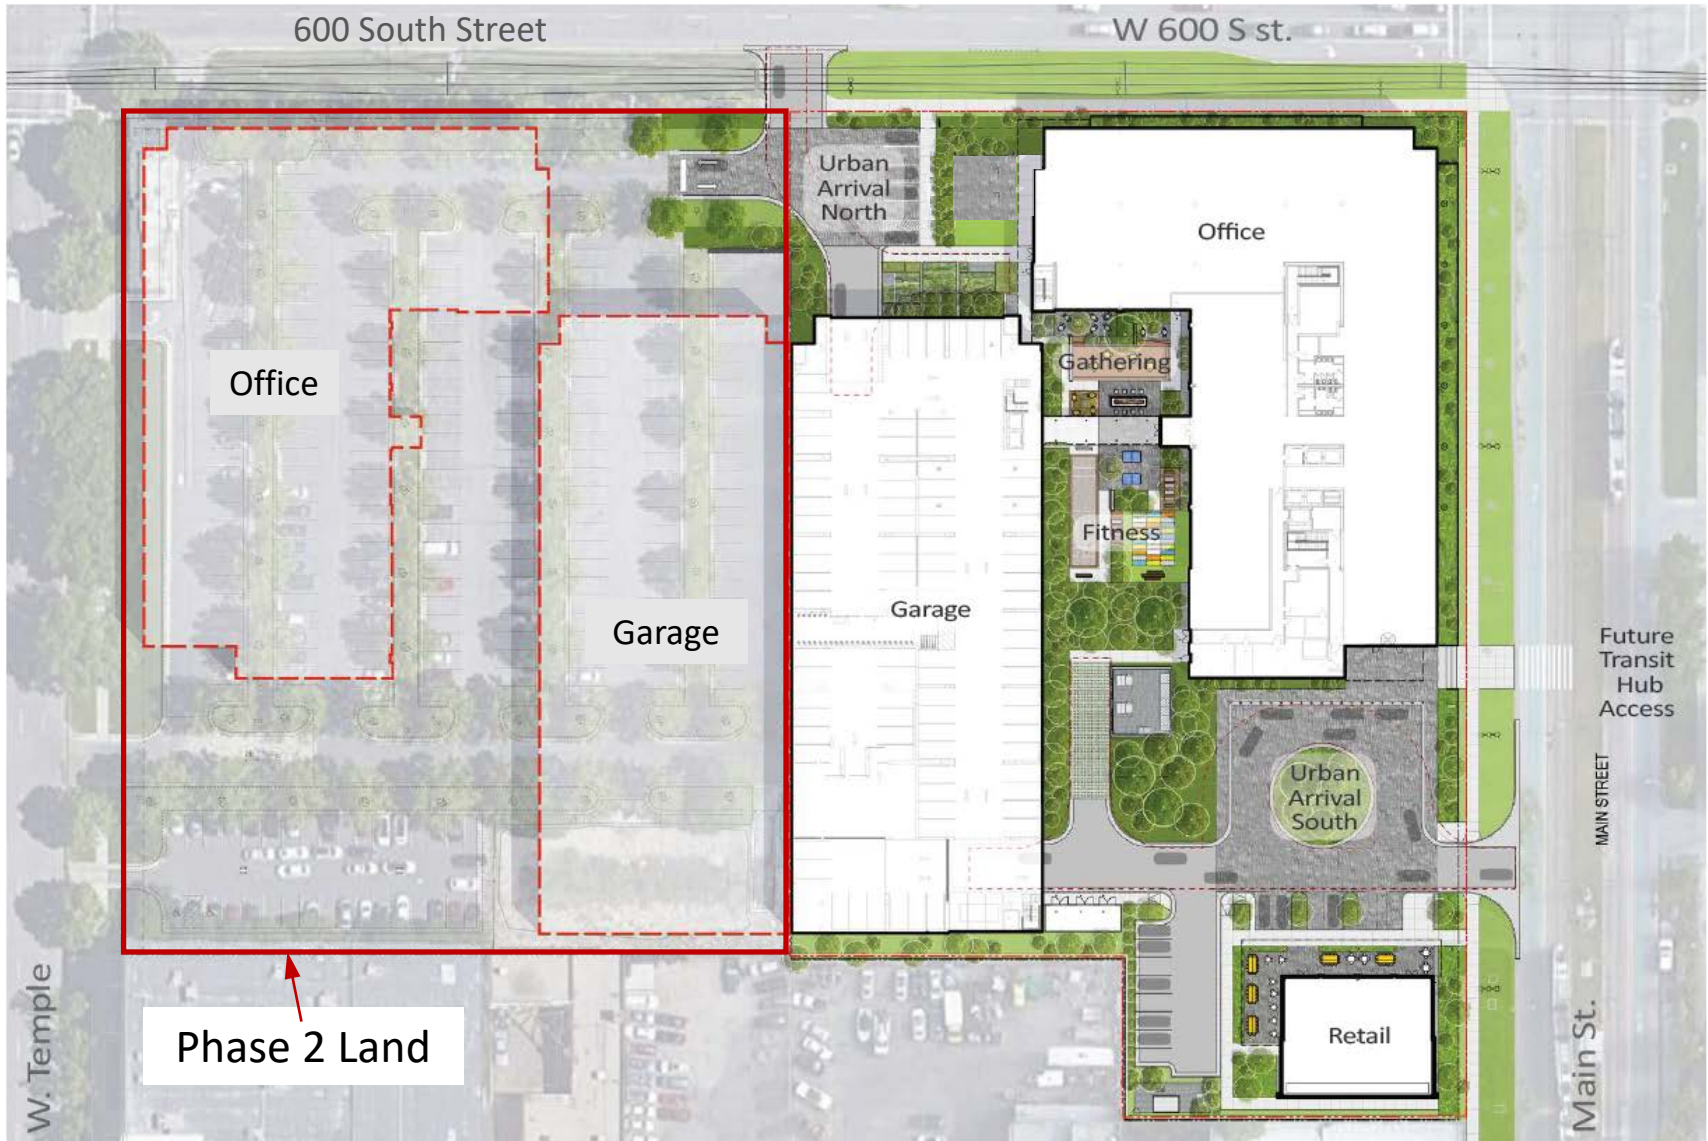 600 South Street
W 600 S st.
Urban
Arrival
North
Office
Gathering
Office
Fitness
Garage
Garage
Future
Transit
Hub
Access
MAIN STREET
Urban
Arrival
South
W. Temple
Phase 2 Land
Retail
Main St.